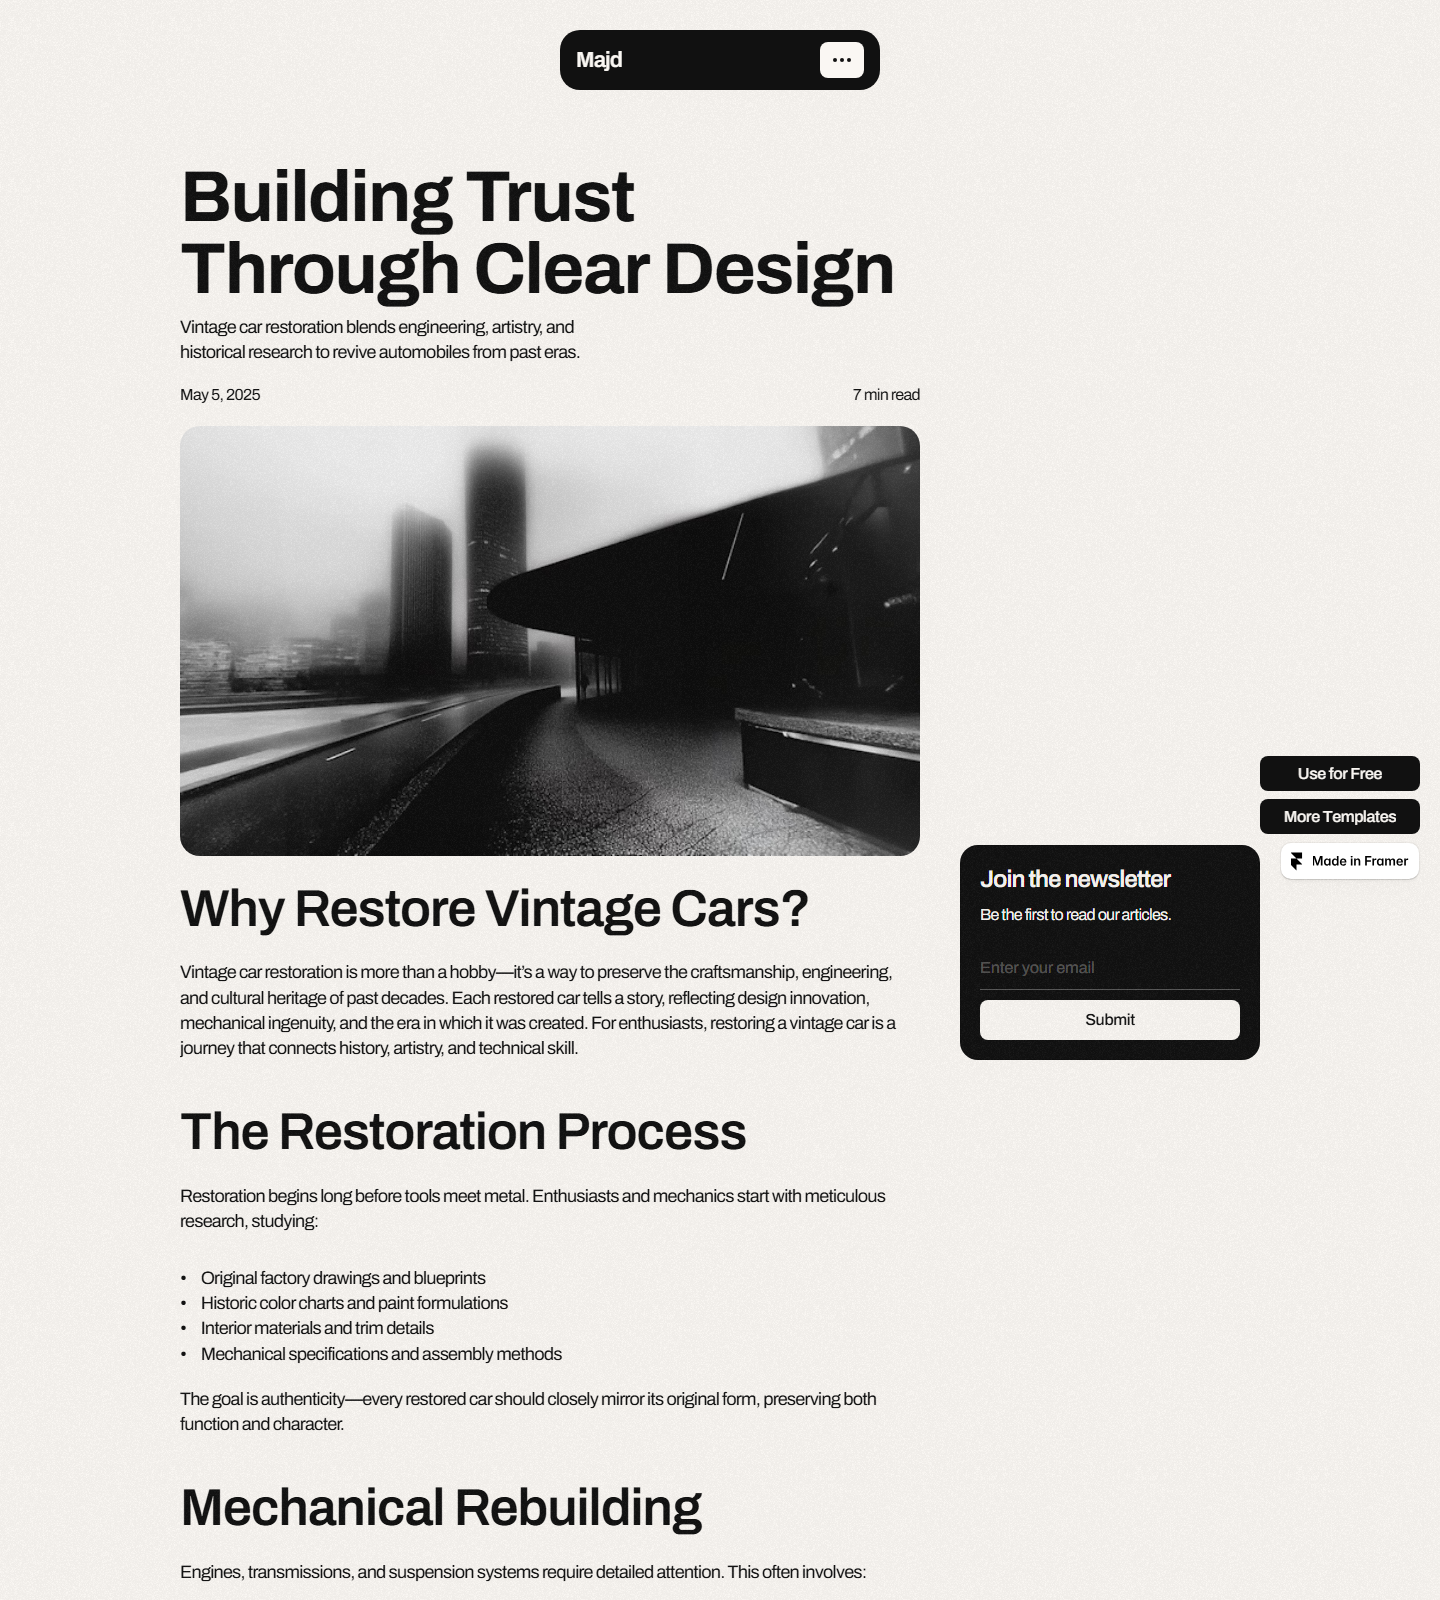 Majd
Building Trust
Through Clear Design
Vintage car restoration blends engineering, artistry, and
historical research to revive automobiles from past eras.
May 5, 2025
7 min read
Use for Free
More Templates
Made in Framer
Join the newsletter
Be the first to read our articles.
Enter your email
Submit
Why Restore Vintage Cars?
Vintage car restoration is more than a hobby—it’s a way to preserve the craftsmanship, engineering,
and cultural heritage of past decades. Each restored car tells a story, reflecting design innovation,
mechanical ingenuity, and the era in which it was created. For enthusiasts, restoring a vintage car is a
journey that connects history, artistry, and technical skill.
The Restoration Process
Restoration begins long before tools meet metal. Enthusiasts and mechanics start with meticulous
research, studying:
• Original factory drawings and blueprints
• Historic color charts and paint formulations
• Interior materials and trim details
• Mechanical specifications and assembly methods
The goal is authenticity—every restored car should closely mirror its original form, preserving both
function and character.
Mechanical Rebuilding
Engines, transmissions, and suspension systems require detailed attention. This often involves: